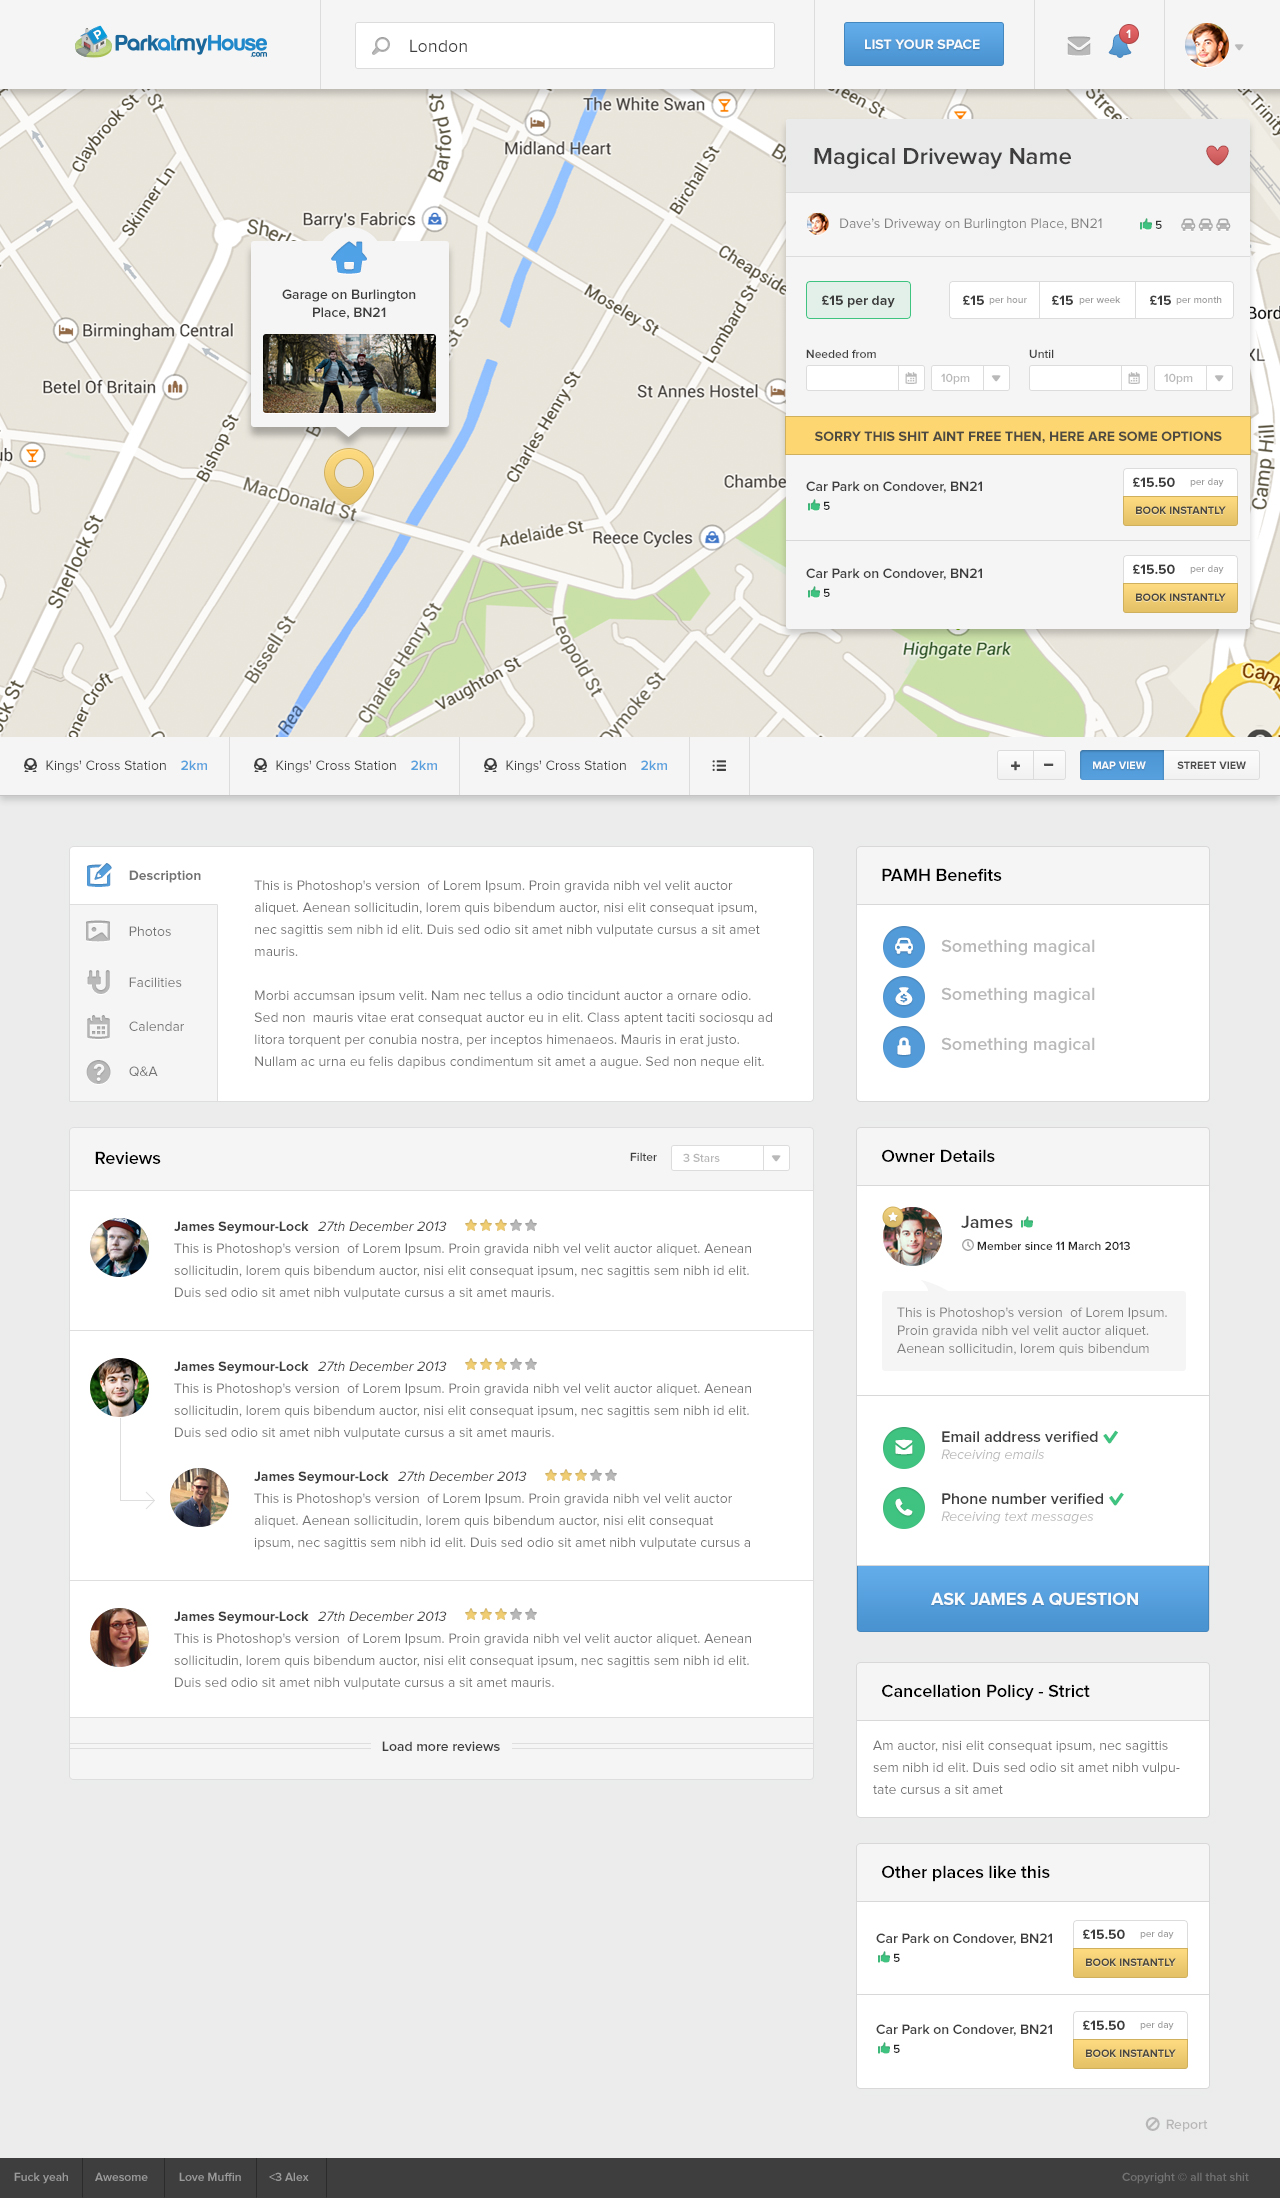 ParkatmyHouse
.com
London
LIST YOUR SPACE
1
Claybrook St
St
Skinner Ln
Barford St
The White Swan
Midland Heart
Barry's Fabrics
Birchall St
Green St
Stree
er Trinity
Cheapside
Moseley St
Lombard St
Birmingham Central
Betel Of Britain
Bishop St
Charles Henry St
St Annes Hostel
MacDonald St
Chambe
Adelaide St
Reece Cycles
Sherlock St
Bissell St
Charles Henry St
Leopold St
Vaughton St
Highgate Park
Camp Hill
Bord
Rea
Garage on Burlington
Place, BN21
Magical Driveway Name
Dave's Driveway on Burlington Place, BN21
5
£15 per day
£15 per hour
£15 per week
£15 per month
Needed from
Until
10pm
10pm
SORRY THIS SHIT AINT FREE THEN, HERE ARE SOME OPTIONS
Car Park on Condover, BN21
5
£15.50 per day
BOOK INSTANTLY
Car Park on Condover, BN21
5
£15.50 per day
BOOK INSTANTLY
Kings' Cross Station 2km
Kings' Cross Station 2km
Kings' Cross Station 2km
MAP VIEW
STREET VIEW
Description
Photos
Facilities
Calendar
Q&A
This is Photoshop's version  of Lorem Ipsum. Proin gravida nibh vel velit auctor
aliquet. Aenean sollicitudin, lorem quis bibendum auctor, nisi elit consequat ipsum,
nec sagittis sem nibh id elit. Duis sed odio sit amet nibh vulputate cursus a sit amet
mauris.
Morbi accumsan ipsum velit. Nam nec tellus a odio tincidunt auctor a ornare odio.
Sed non  mauris vitae erat consequat auctor eu in elit. Class aptent taciti sociosqu ad
litora torquent per conubia nostra, per inceptos himenaeos. Mauris in erat justo.
Nullam ac urna eu felis dapibus condimentum sit amet a augue. Sed non neque elit.
PAMH Benefits
Something magical
Something magical
Something magical
Reviews
Filter
3 Stars
James Seymour-Lock 27th December 2013
This is Photoshop's version  of Lorem Ipsum. Proin gravida nibh vel velit auctor aliquet. Aenean
sollicitudin, lorem quis bibendum auctor, nisi elit consequat ipsum, nec sagittis sem nibh id elit.
Duis sed odio sit amet nibh vulputate cursus a sit amet mauris.
James Seymour-Lock 27th December 2013
This is Photoshop's version  of Lorem Ipsum. Proin gravida nibh vel velit auctor aliquet. Aenean
sollicitudin, lorem quis bibendum auctor, nisi elit consequat ipsum, nec sagittis sem nibh id elit.
Duis sed odio sit amet nibh vulputate cursus a sit amet mauris.
James Seymour-Lock 27th December 2013
This is Photoshop's version  of Lorem Ipsum. Proin gravida nibh vel velit auctor
aliquet. Aenean sollicitudin, lorem quis bibendum auctor, nisi elit consequat
ipsum, nec sagittis sem nibh id elit. Duis sed odio sit amet nibh vulputate cursus a
James Seymour-Lock 27th December 2013
This is Photoshop's version  of Lorem Ipsum. Proin gravida nibh vel velit auctor aliquet. Aenean
sollicitudin, lorem quis bibendum auctor, nisi elit consequat ipsum, nec sagittis sem nibh id elit.
Duis sed odio sit amet nibh vulputate cursus a sit amet mauris.
Load more reviews
Owner Details
James
Member since 11 March 2013
This is Photoshop's version  of Lorem Ipsum.
Proin gravida nibh vel velit auctor aliquet.
Aenean sollicitudin, lorem quis bibendum
Email address verified
Receiving emails
Phone number verified
Receiving text messages
ASK JAMES A QUESTION
Cancellation Policy - Strict
Am auctor, nisi elit consequat ipsum, nec sagittis
sem nibh id elit. Duis sed odio sit amet nibh vulpu-
tate cursus a sit amet
Other places like this
Car Park on Condover, BN21
5
£15.50 per day
BOOK INSTANTLY
Car Park on Condover, BN21
5
£15.50 per day
BOOK INSTANTLY
Report
Fuck yeah
Awesome
Love Muffin
<3 Alex
Copyright © all that shit